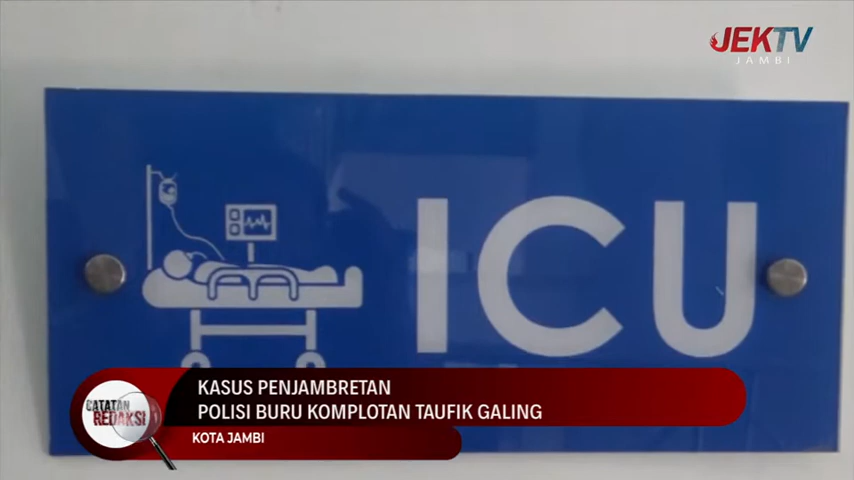 JEKTV
JAMBI
ICU
KASUS PENJAMBRETAN
POLISI BURU KOMPLOTAN TAUFIK GALING
CATATAN
REDAKSI
KOTA JAMBI